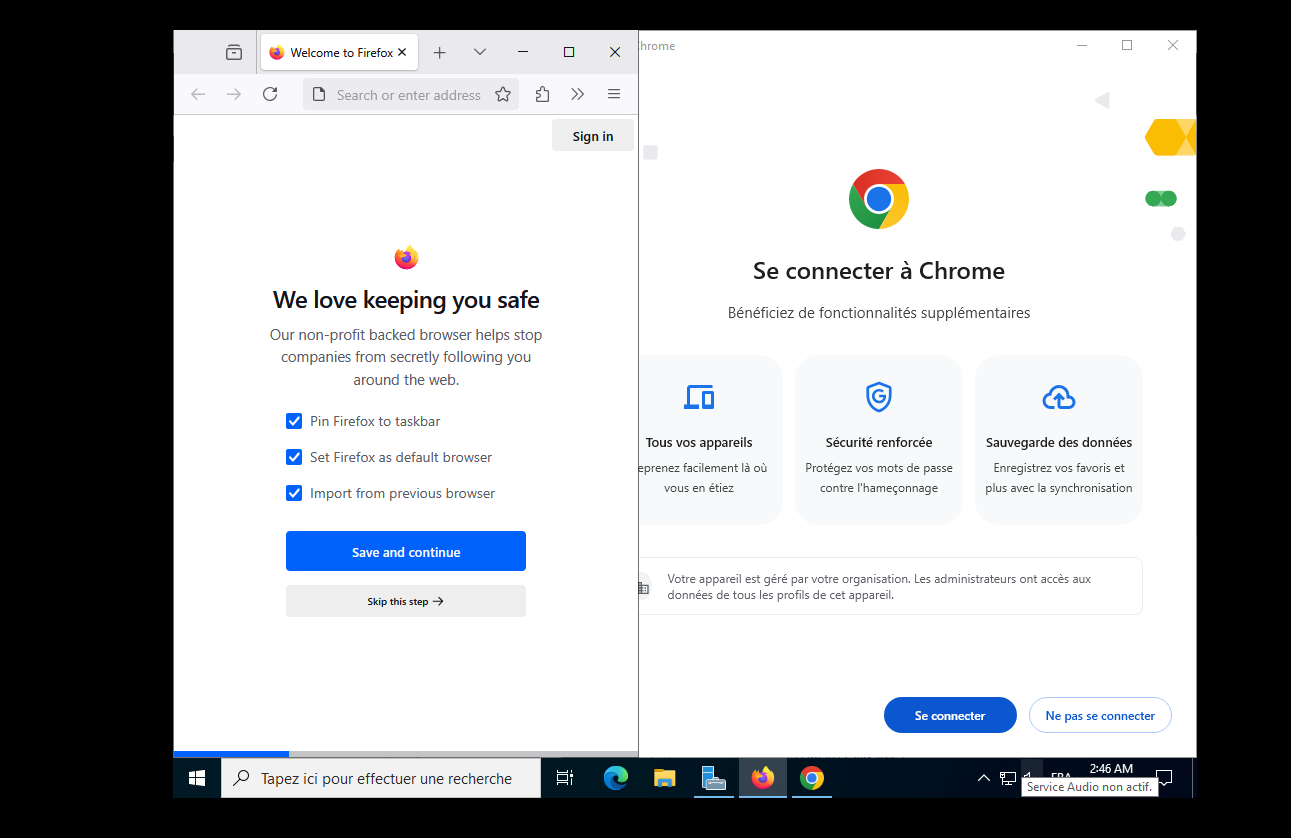 Welcome to Firefox
Search or enter address
Sign in
We love keeping you safe
Our non-profit backed browser helps stop
companies from secretly following you
around the web.
Pin Firefox to taskbar
Set Firefox as default browser
Import from previous browser
Save and continue
Skip this step
hrome
Se connecter à Chrome
Bénéficiez de fonctionnalités supplémentaires
Tous vos appareils
eprenez facilement là où
vous en étiez
Sécurité renforcée
Protégez vos mots de passe
contre l'hameçonnage
Sauvegarde des données
Enregistrez vos favoris et
plus avec la synchronisation
Votre appareil est géré par votre organisation. Les administrateurs ont accès aux
données de tous les profils de cet appareil.
Se connecter
Ne pas se connecter
Tapez ici pour effectuer une recherche
FRA
2:46 AM
Service Audio non actif.